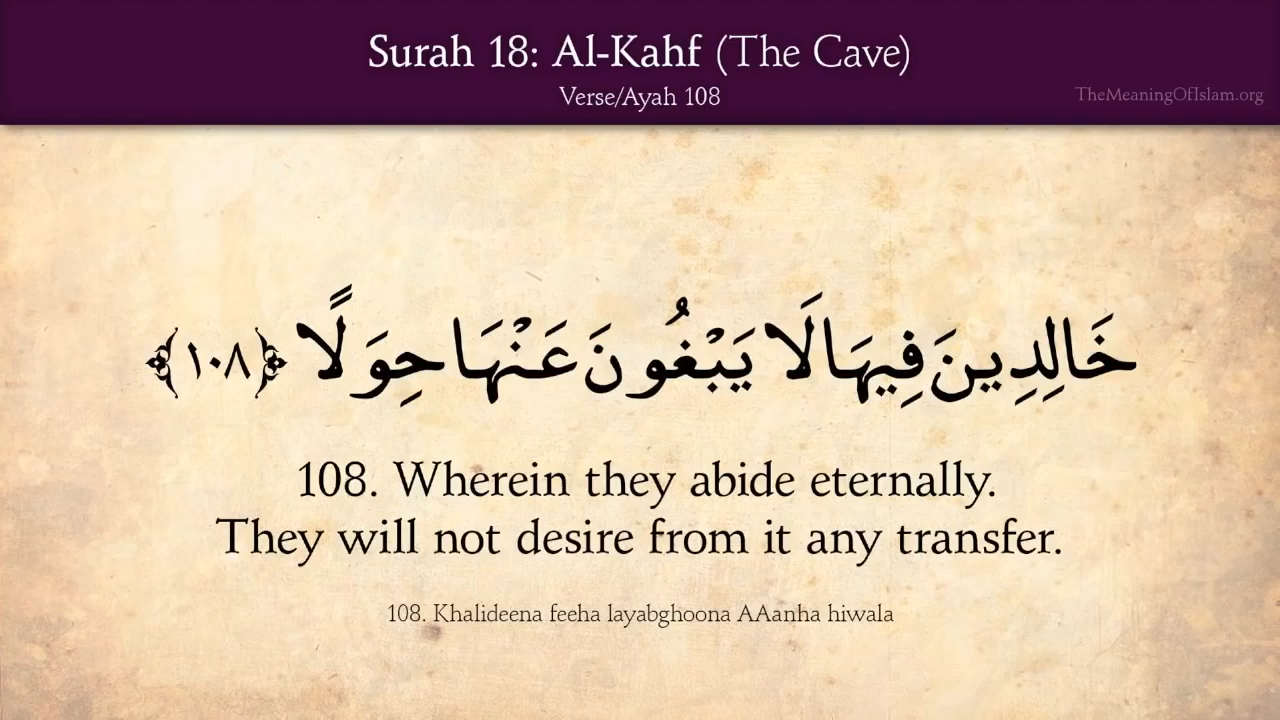 Surah 18: Al-Kahf (The Cave)
Verse/Ayah 108
TheMeaningOfIslam.org
خَالِدِينَ فِيهَا لَا يَبْغُونَ عَنْهَا حِوَلًا ﴿١٠٨﴾
108. Wherein they abide eternally.
They will not desire from it any transfer.
108. Khalideena feeha layabghoona AAanha hiwala